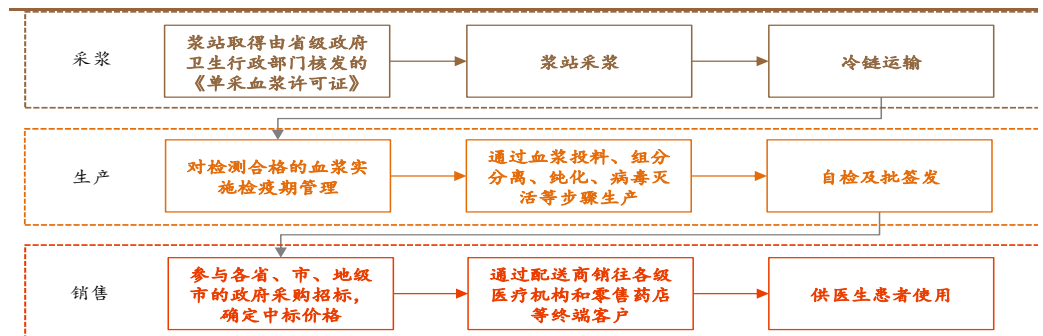 采浆
浆站取得由省级政府
卫生行政部门核发的
《单采血浆许可证》
浆站采浆
冷链运输
生产
对检测合格的血浆实
施检疫期管理
通过血浆投料、组分
分离、纯化、病毒灭
活等步骤生产
自检及批签发
销售
参与各省、市、地级
市的政府采购招标，
确定中标价格
通过配送商销往各级
医疗机构和零售药店
等终端客户
供医生患者使用